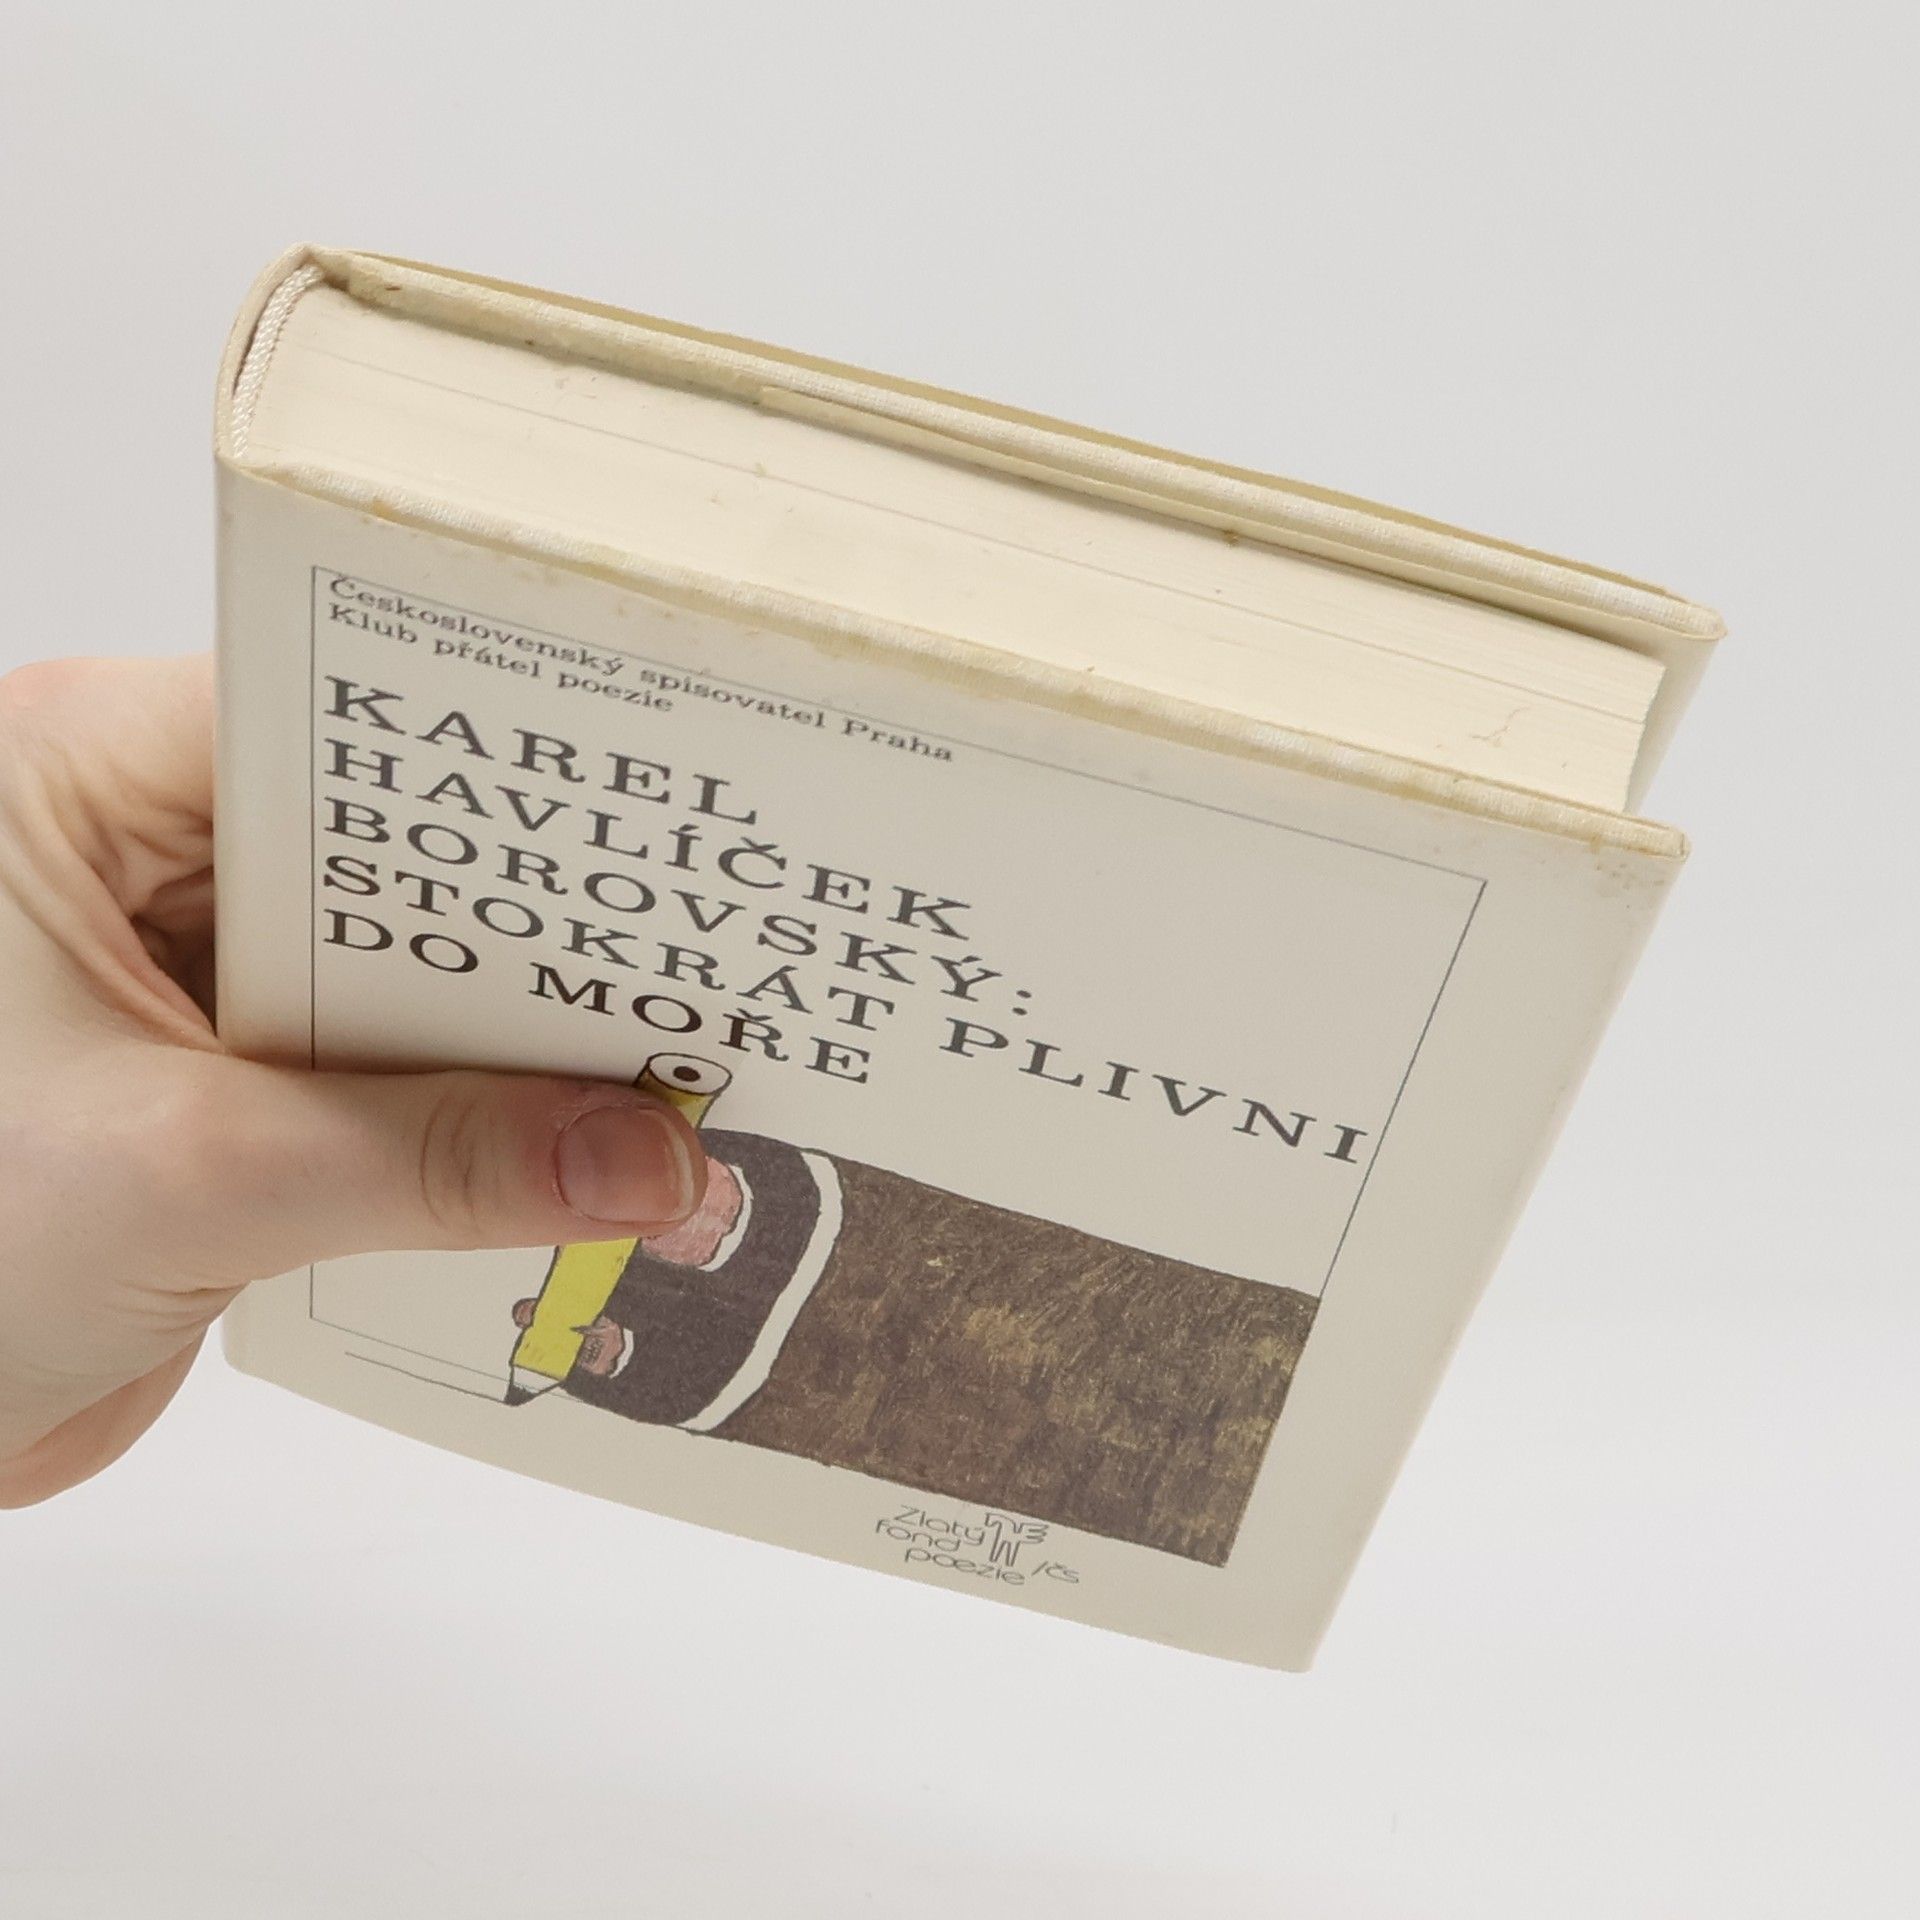 Československý spisovatel Praha
Klub přátel poezie
KAREL
HAVLÍČEK
BOROVSKÝ:
STOKRÁT PLIVNI
DO MOŘE
Zlatý
fond
poezie /čs